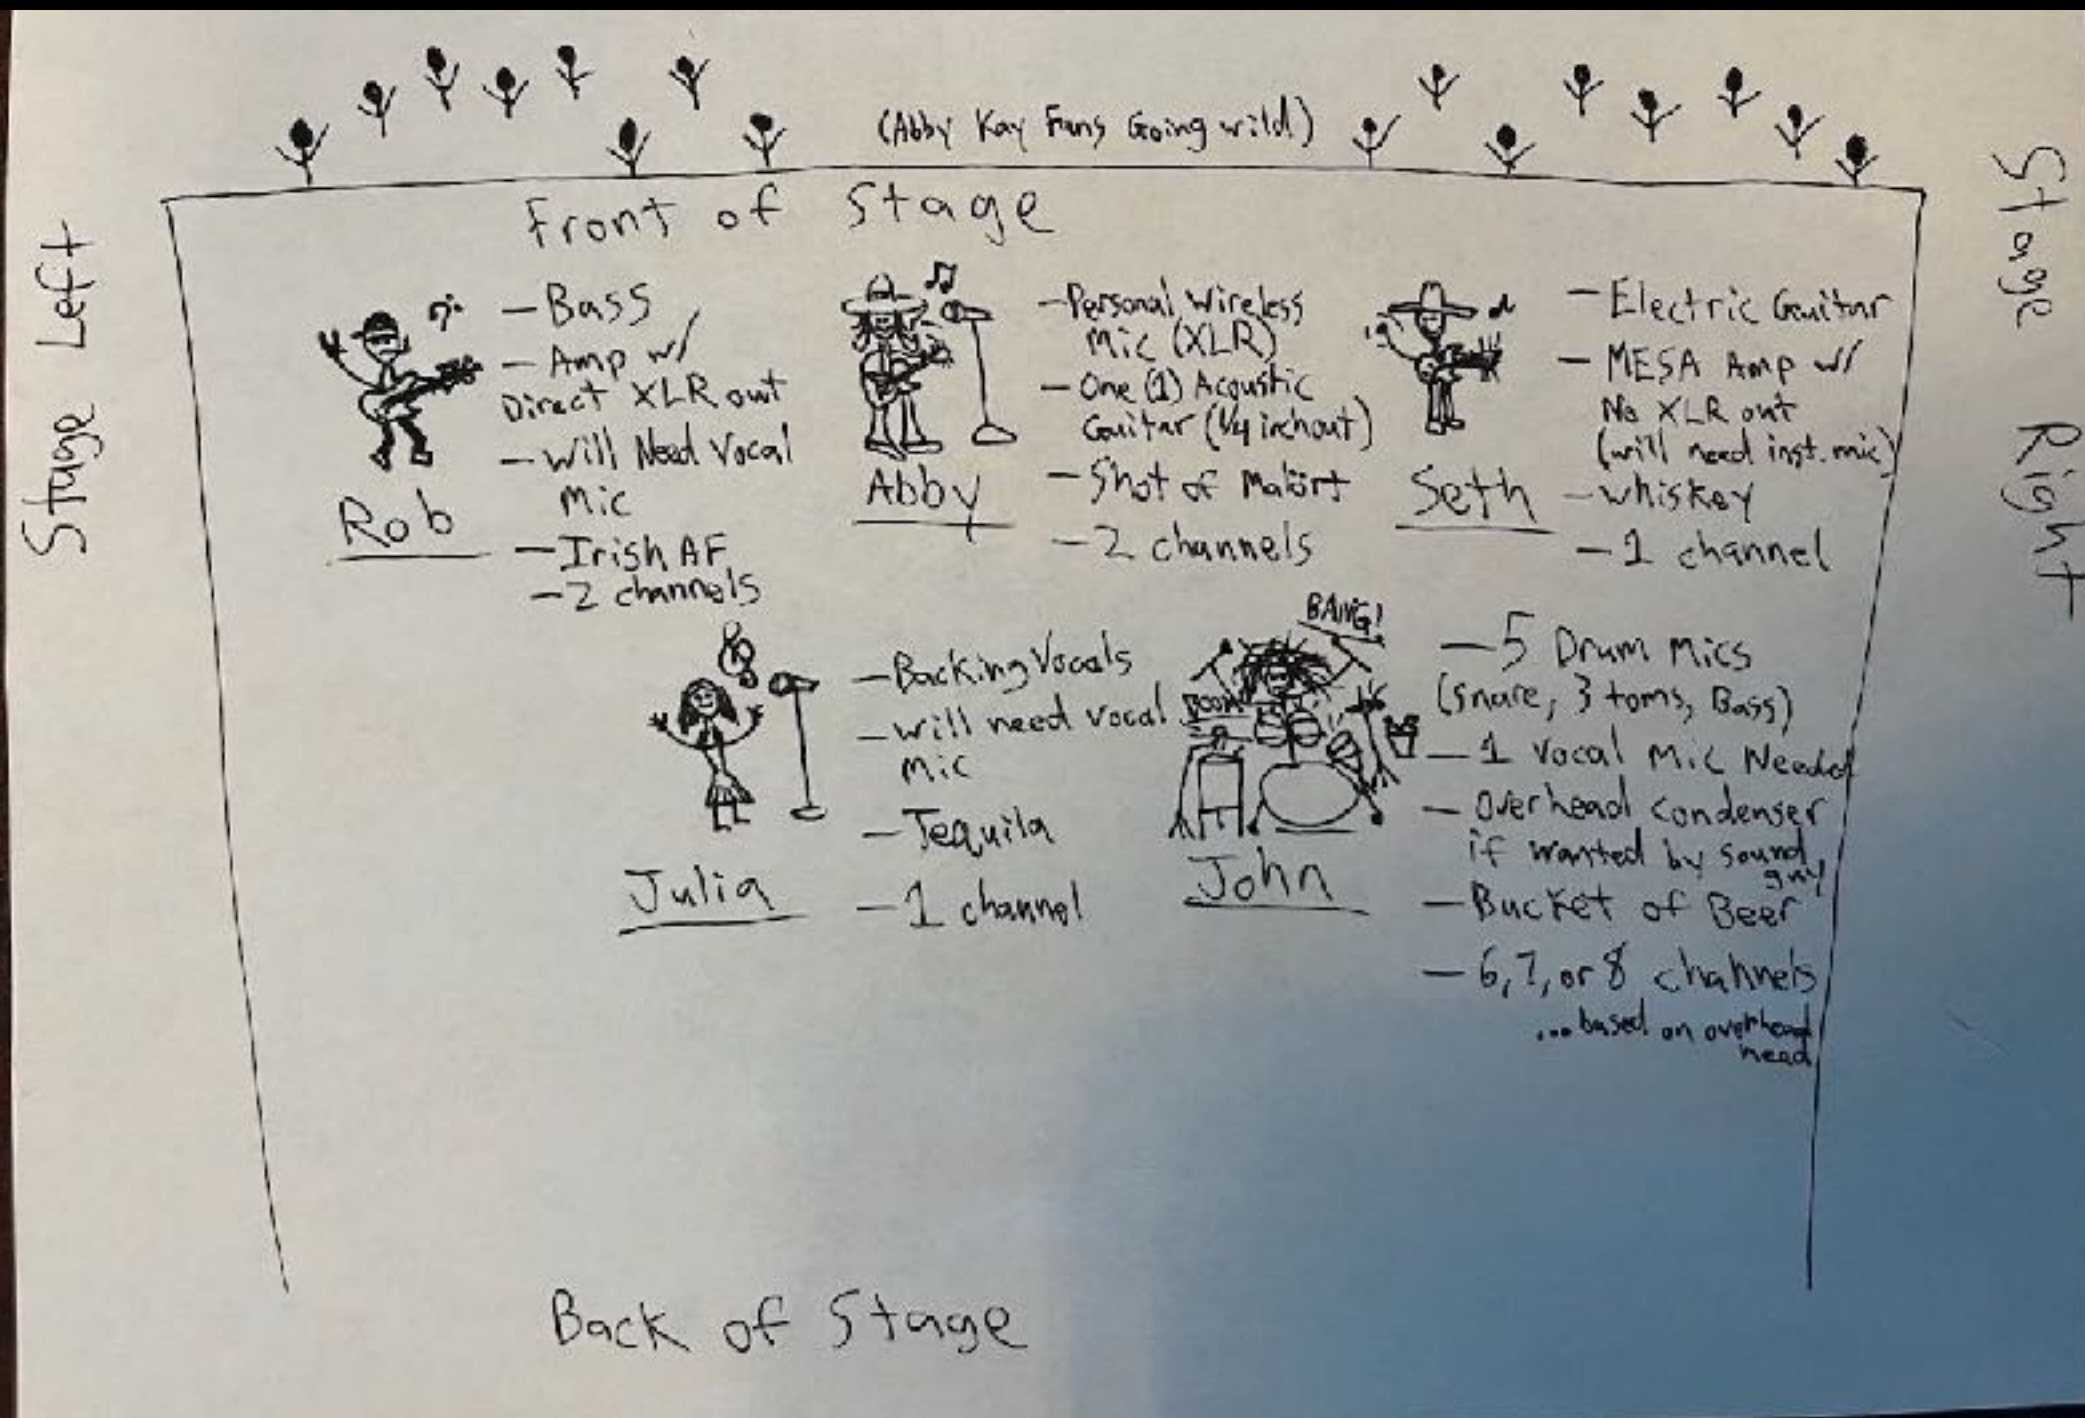 (Abby Kay Fans Going wild)
Front of Stage
Stage Left
Stage Right
- Bass
- Amp w/
Direct XLR out
- Will Need Vocal
Mic
- Irish AF
- 2 channels
Rob
- Personal Wireless
Mic (XLR)
- One (1) Acoustic
Guitar (1/4 inch out)
- Shot of Malört
- 2 channels
Abby
- Electric Guitar
- MESA Amp w/
No XLR out
(will need inst. mic)
- Whiskey
- 1 channel
Seth
- Backing Vocals
- Will need vocal
Mic
- Tequila
- 1 channel
Julia
BANG!
BOOM
- 5 Drum Mics
(Snare, 3 toms, Bass)
- 1 Vocal Mic Needed
- Overhead Condenser
if wanted by sound
guy
- Bucket of Beer
- 6, 7, or 8 channels
...based on overhead
need
John
Back of Stage